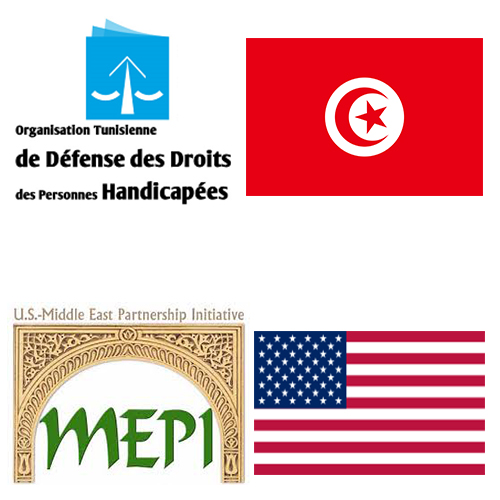 Organisation Tunisienne
de Défense des Droits
des Personnes Handicapées
U.S.-Middle East Partnership Initiative
MEPI